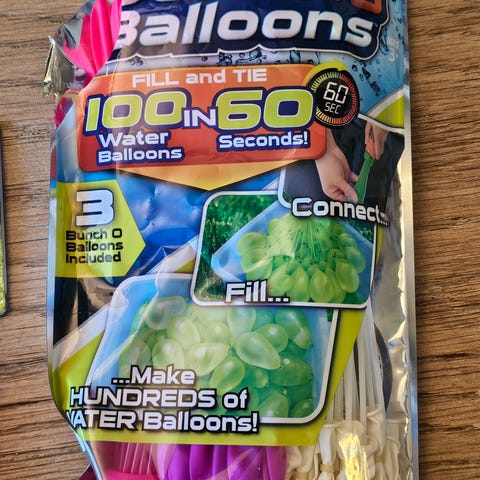 Balloons
FILL and TIE
100 IN 60
Water
Balloons
Seconds!
60
SEC
3
Bunch O
Balloons
Included
Connect...
Fill...
...Make
HUNDREDS of
WATER Balloons!